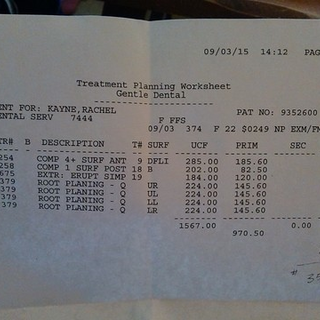 09/03/15 14:12 PAG
Treatment Planning Worksheet
Gentle Dental
ENT FOR: KAYNE,RACHEL PAT NO: 9352600
ENTAL SERV 7444 F FFS
09/03 374 F 22 $0249 NP EXM/FM
TR# B DESCRIPTION T# SURF UCF PRIM SEC
254 COMP 4+ SURF ANT 9 DFLI 285.00 185.60
258 COMP 1 SURF POST 18 B 202.00 82.50
675 EXTR: ERUPT SIMP 19 184.00 120.00
379 ROOT PLANING - Q UR 224.00 145.60
379 ROOT PLANING - Q UL 224.00 145.60
379 ROOT PLANING - Q LL 224.00 145.60
379 ROOT PLANING - Q LR 224.00 145.60
1567.00 0.00
970.50